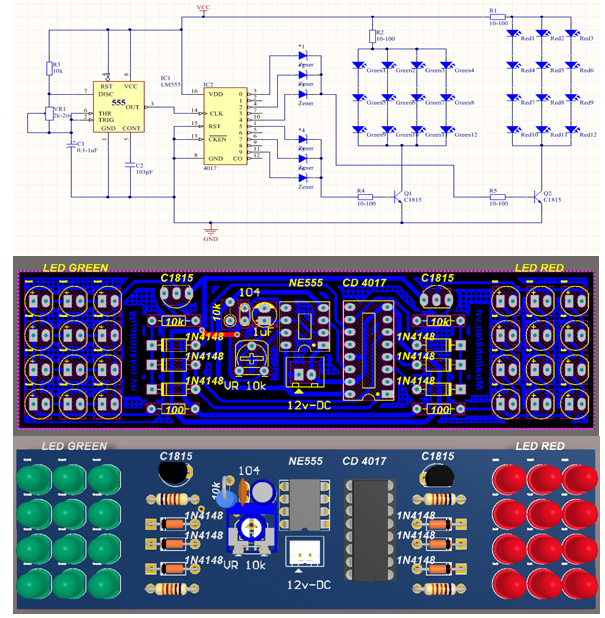 VCC
R1
10-100
R2
10-100
Red1 Red2 Red3
Red4 Red5 Red6
Red7 Red8 Red9
Red10 Red11 Red12
Green1 Green2 Green3 Green4
Green5 Green6 Green7 Green8
Green9 Green10 Green11 Green12
R3
10k
VR1
2k-2m
C1
0.1-1uF
C2
103pF
IC1
LM555
555
RST VCC
DISC
OUT
THR
TRIG
GND CONT
IC2
4017
VDD
CLK
RST
CKEN
GND
CO
*1
Zener
Zener
Zener
*4
Zener
Zener
Zener
R4
10-100
Q1
C1815
R5
10-100
Q2
C1815
GND
LED GREEN
C1815
NE555
CD 4017
C1815
LED RED
104
10k
1uF
10k
1N4148
1N4148
100
VR 10k
12v-DC
10k
1N4148
1N4148
100
LED GREEN
C1815
NE555
CD 4017
C1815
LED RED
104
10k
1N4148
1N4148
VR 10k
12v-DC
1N4148
1N4148